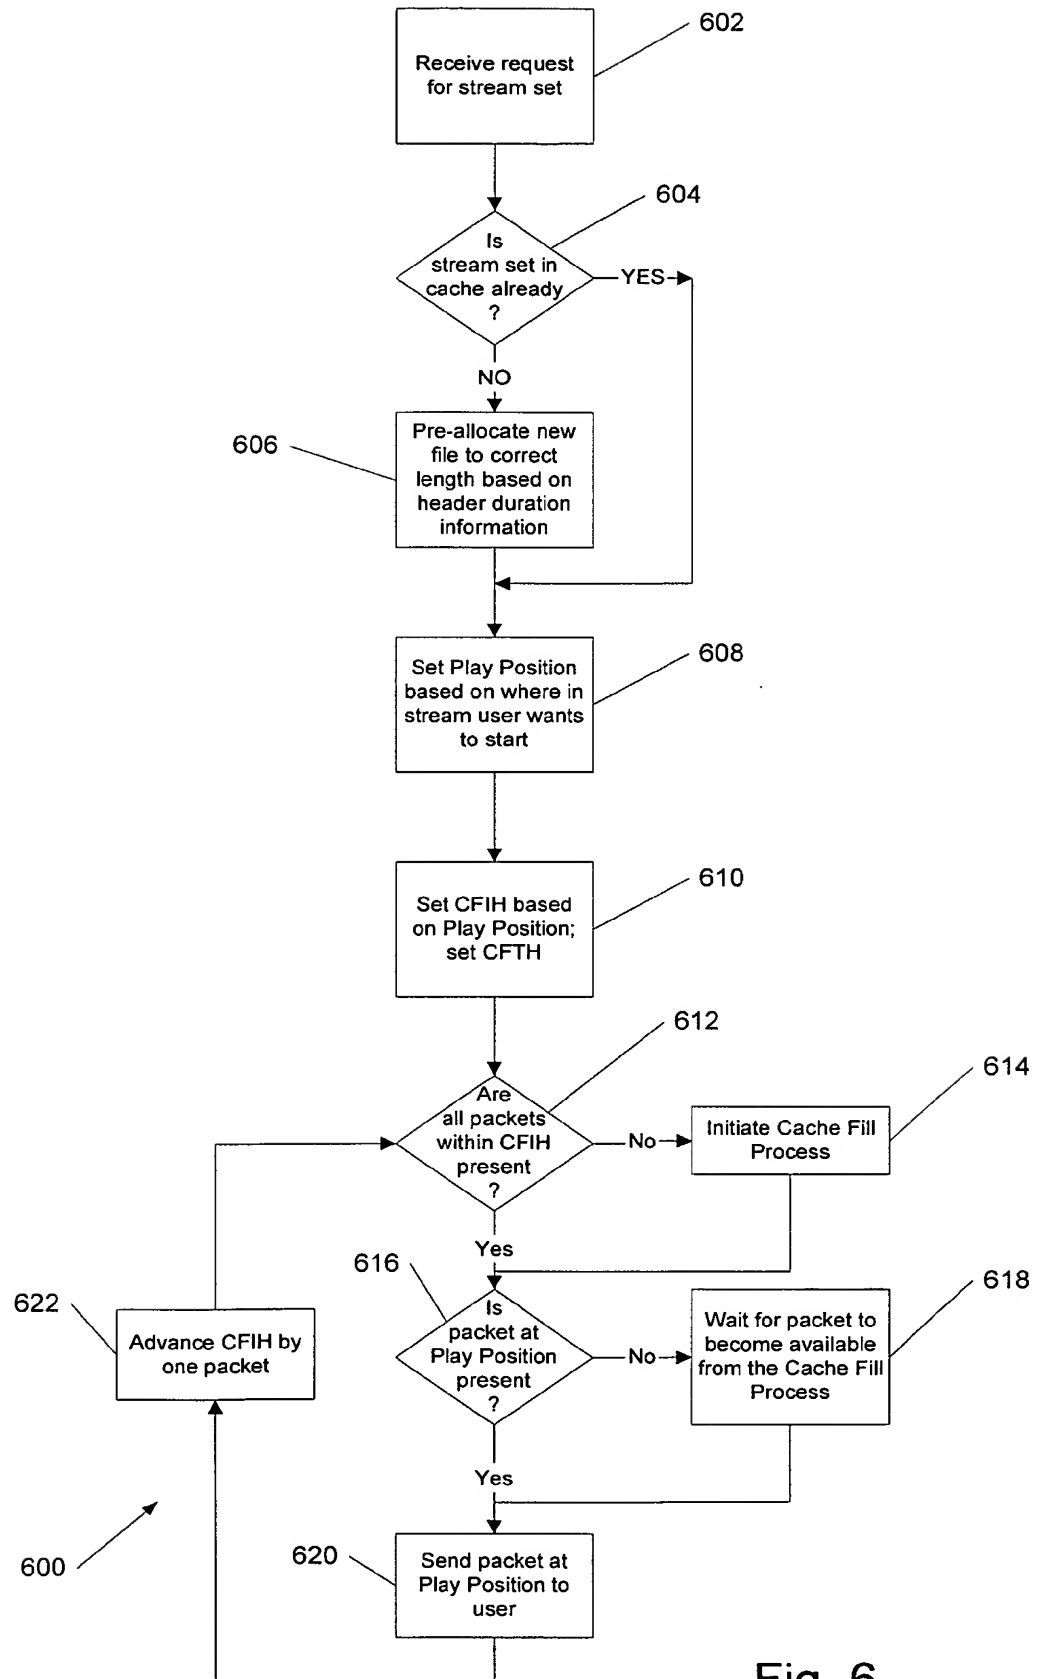 602
Receive request
for stream set
604
Is
stream set in
cache already
?
YES
NO
606
Pre-allocate new
file to correct
length based on
header duration
information
608
Set Play Position
based on where in
stream user wants
to start
610
Set CFIH based
on Play Position;
set CFTH
612
Are
all packets
within CFIH
present
?
No
614
Initiate Cache Fill
Process
Yes
616
Is
packet at
Play Position
present
?
No
618
Wait for packet to
become available
from the Cache Fill
Process
622
Advance CFIH by
one packet
Yes
600
620
Send packet at
Play Position to
user
Fig. 6